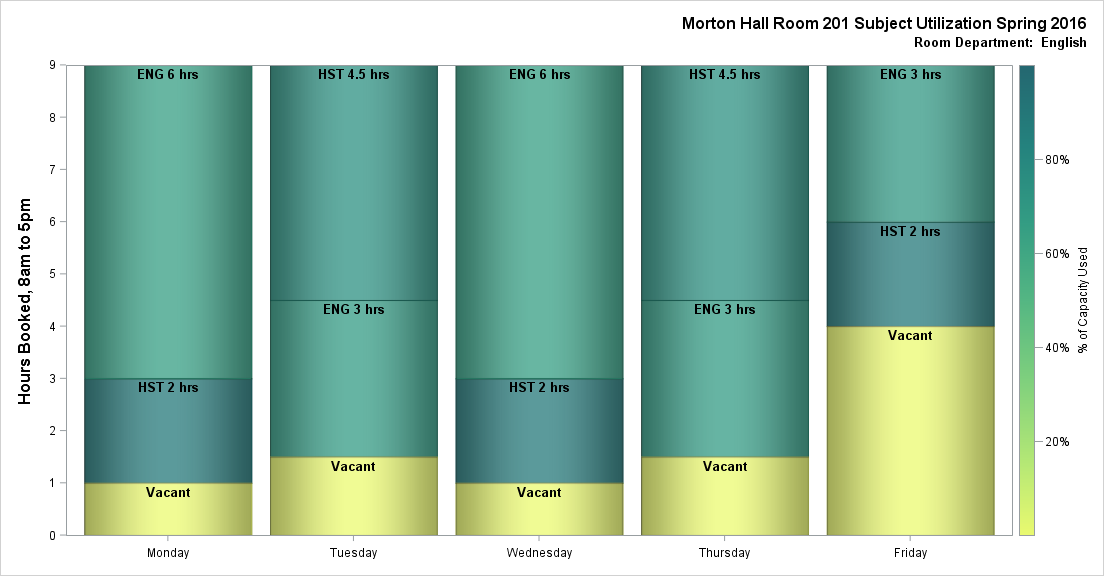 Morton Hall Room 201 Subject Utilization Spring 2016
Room Department:  English
Hours Booked, 8am to 5pm
9
8
7
6
5
4
3
2
1
0
ENG 6 hrs
HST 2 hrs
Vacant
HST 4.5 hrs
ENG 3 hrs
Vacant
ENG 6 hrs
HST 2 hrs
Vacant
HST 4.5 hrs
ENG 3 hrs
Vacant
ENG 3 hrs
HST 2 hrs
Vacant
Monday
Tuesday
Wednesday
Thursday
Friday
80%
60%
40%
20%
% of Capacity Used